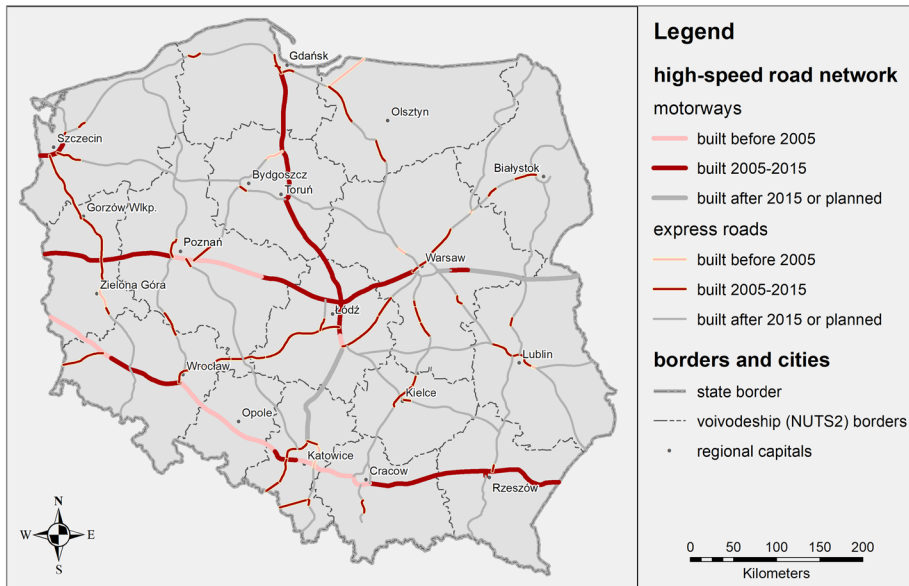 Gdańsk
Olsztyn
Szczecin
Białystok
Bydgoszcz
Toruń
Gorzów Wlkp.
Poznań
Warsaw
Zielona Góra
Łódź
Wrocław
Lublin
Kielce
Opole
Katowice
Cracow
Rzeszów
N
W
E
S
Legend
high-speed road network
motorways
built before 2005
built 2005-2015
built after 2015 or planned
express roads
built before 2005
built 2005-2015
built after 2015 or planned
borders and cities
state border
voivodeship (NUTS2) borders
regional capitals
0 50 100 150 200
Kilometers